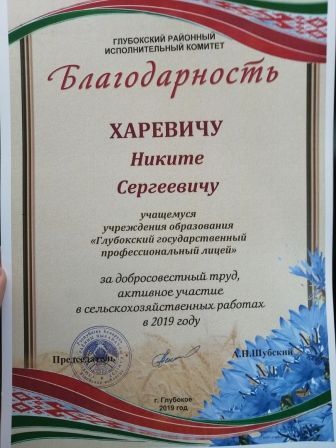 ГЛУБОКСКИЙ РАЙОННЫЙ
ИСПОЛНИТЕЛЬНЫЙ КОМИТЕТ
Благодарность
ХАРЕВИЧУ
Никите
Сергеевичу
учащемуся
учреждения образования
«Глубокский государственный
профессиональный лицей»
за добросовестный труд,
активное участие
в сельскохозяйственных работах
в 2019 году
Председатель А.Н.Шубский
г. Глубокое
2019 год